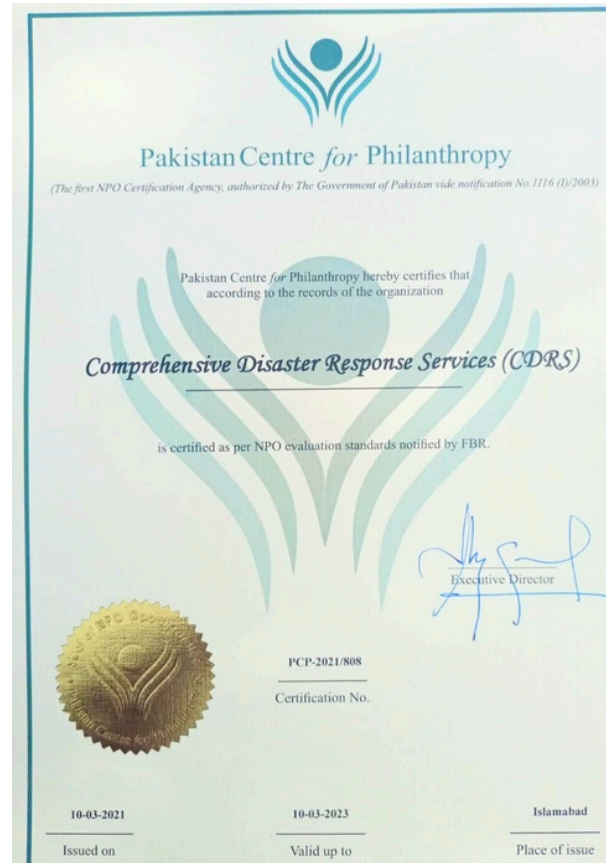 Pakistan Centre for Philanthropy
(The first NPO Certification Agency, authorized by The Government of Pakistan vide notification No.1116 (I)/2003)
Pakistan Centre for Philanthropy hereby certifies that
according to the records of the organization
Comprehensive Disaster Response Services (CDRS)
is certified as per NPO evaluation standards notified by FBR.
Executive Director
PCP-2021/808
Certification No.
10-03-2021
Issued on
10-03-2023
Valid up to
Islamabad
Place of issue